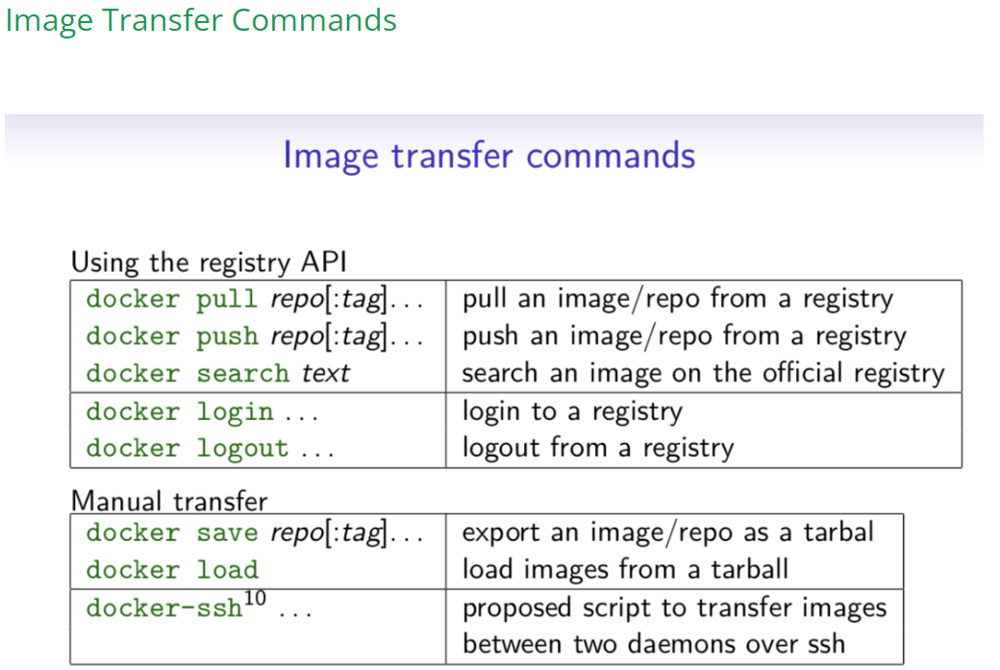 Image Transfer Commands
Image transfer commands
Using the registry API
docker pull repo[:tag]... pull an image/repo from a registry
docker push repo[:tag]... push an image/repo from a registry
docker search text search an image on the official registry
docker login ... login to a registry
docker logout ... logout from a registry
Manual transfer
docker save repo[:tag]... export an image/repo as a tarbal
docker load load images from a tarball
docker-ssh10 ... proposed script to transfer images
between two daemons over ssh